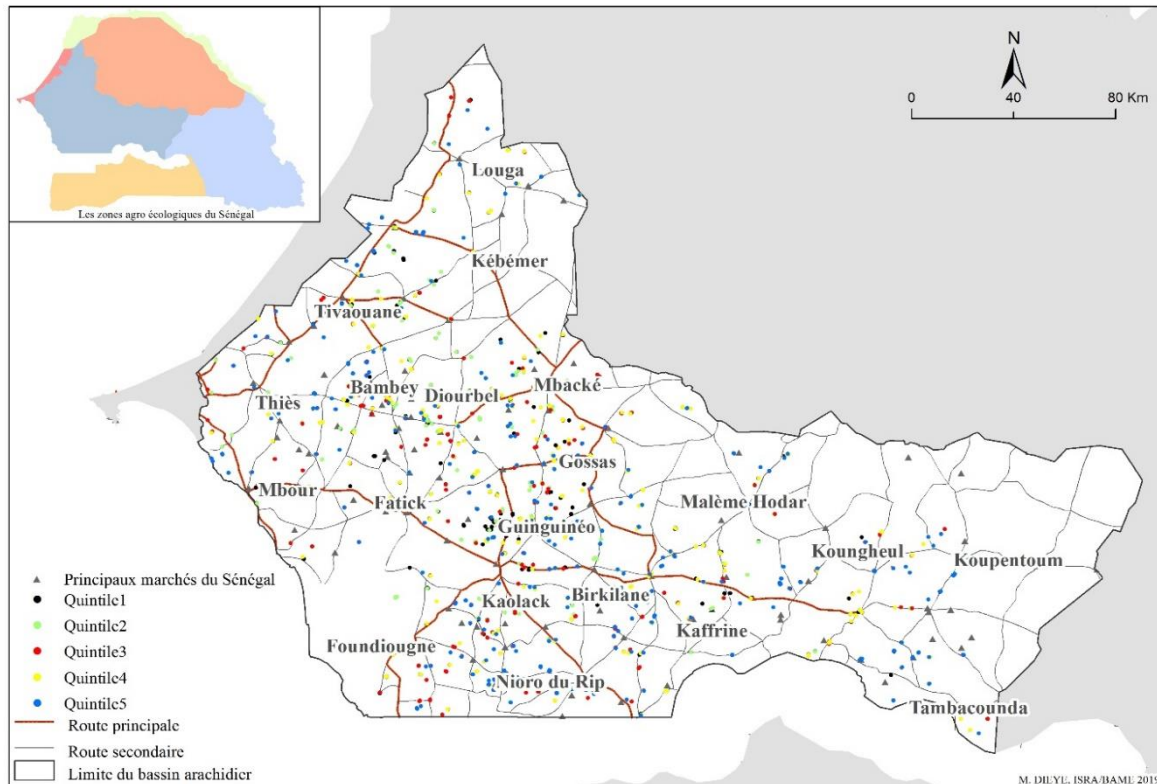 Les zones agro écologiques du Sénégal
N
0 40 80 Km
Louga
Kébémer
Tivaouane
Bambey
Diourbel
Mbacké
Thiès
Gossas
Mbour
Fatick
Malème Hodar
Guinguinéo
Koungheul
Koupentoum
Kaolack
Birkilane
Kaffrine
Foundiougne
Nioro du Rip
Tambacounda
Principaux marchés du Sénégal
Quintile1
Quintile2
Quintile3
Quintile4
Quintile5
Route principale
Route secondaire
Limite du bassin arachidier
M. DIEYE, ISRA/BAME 2019